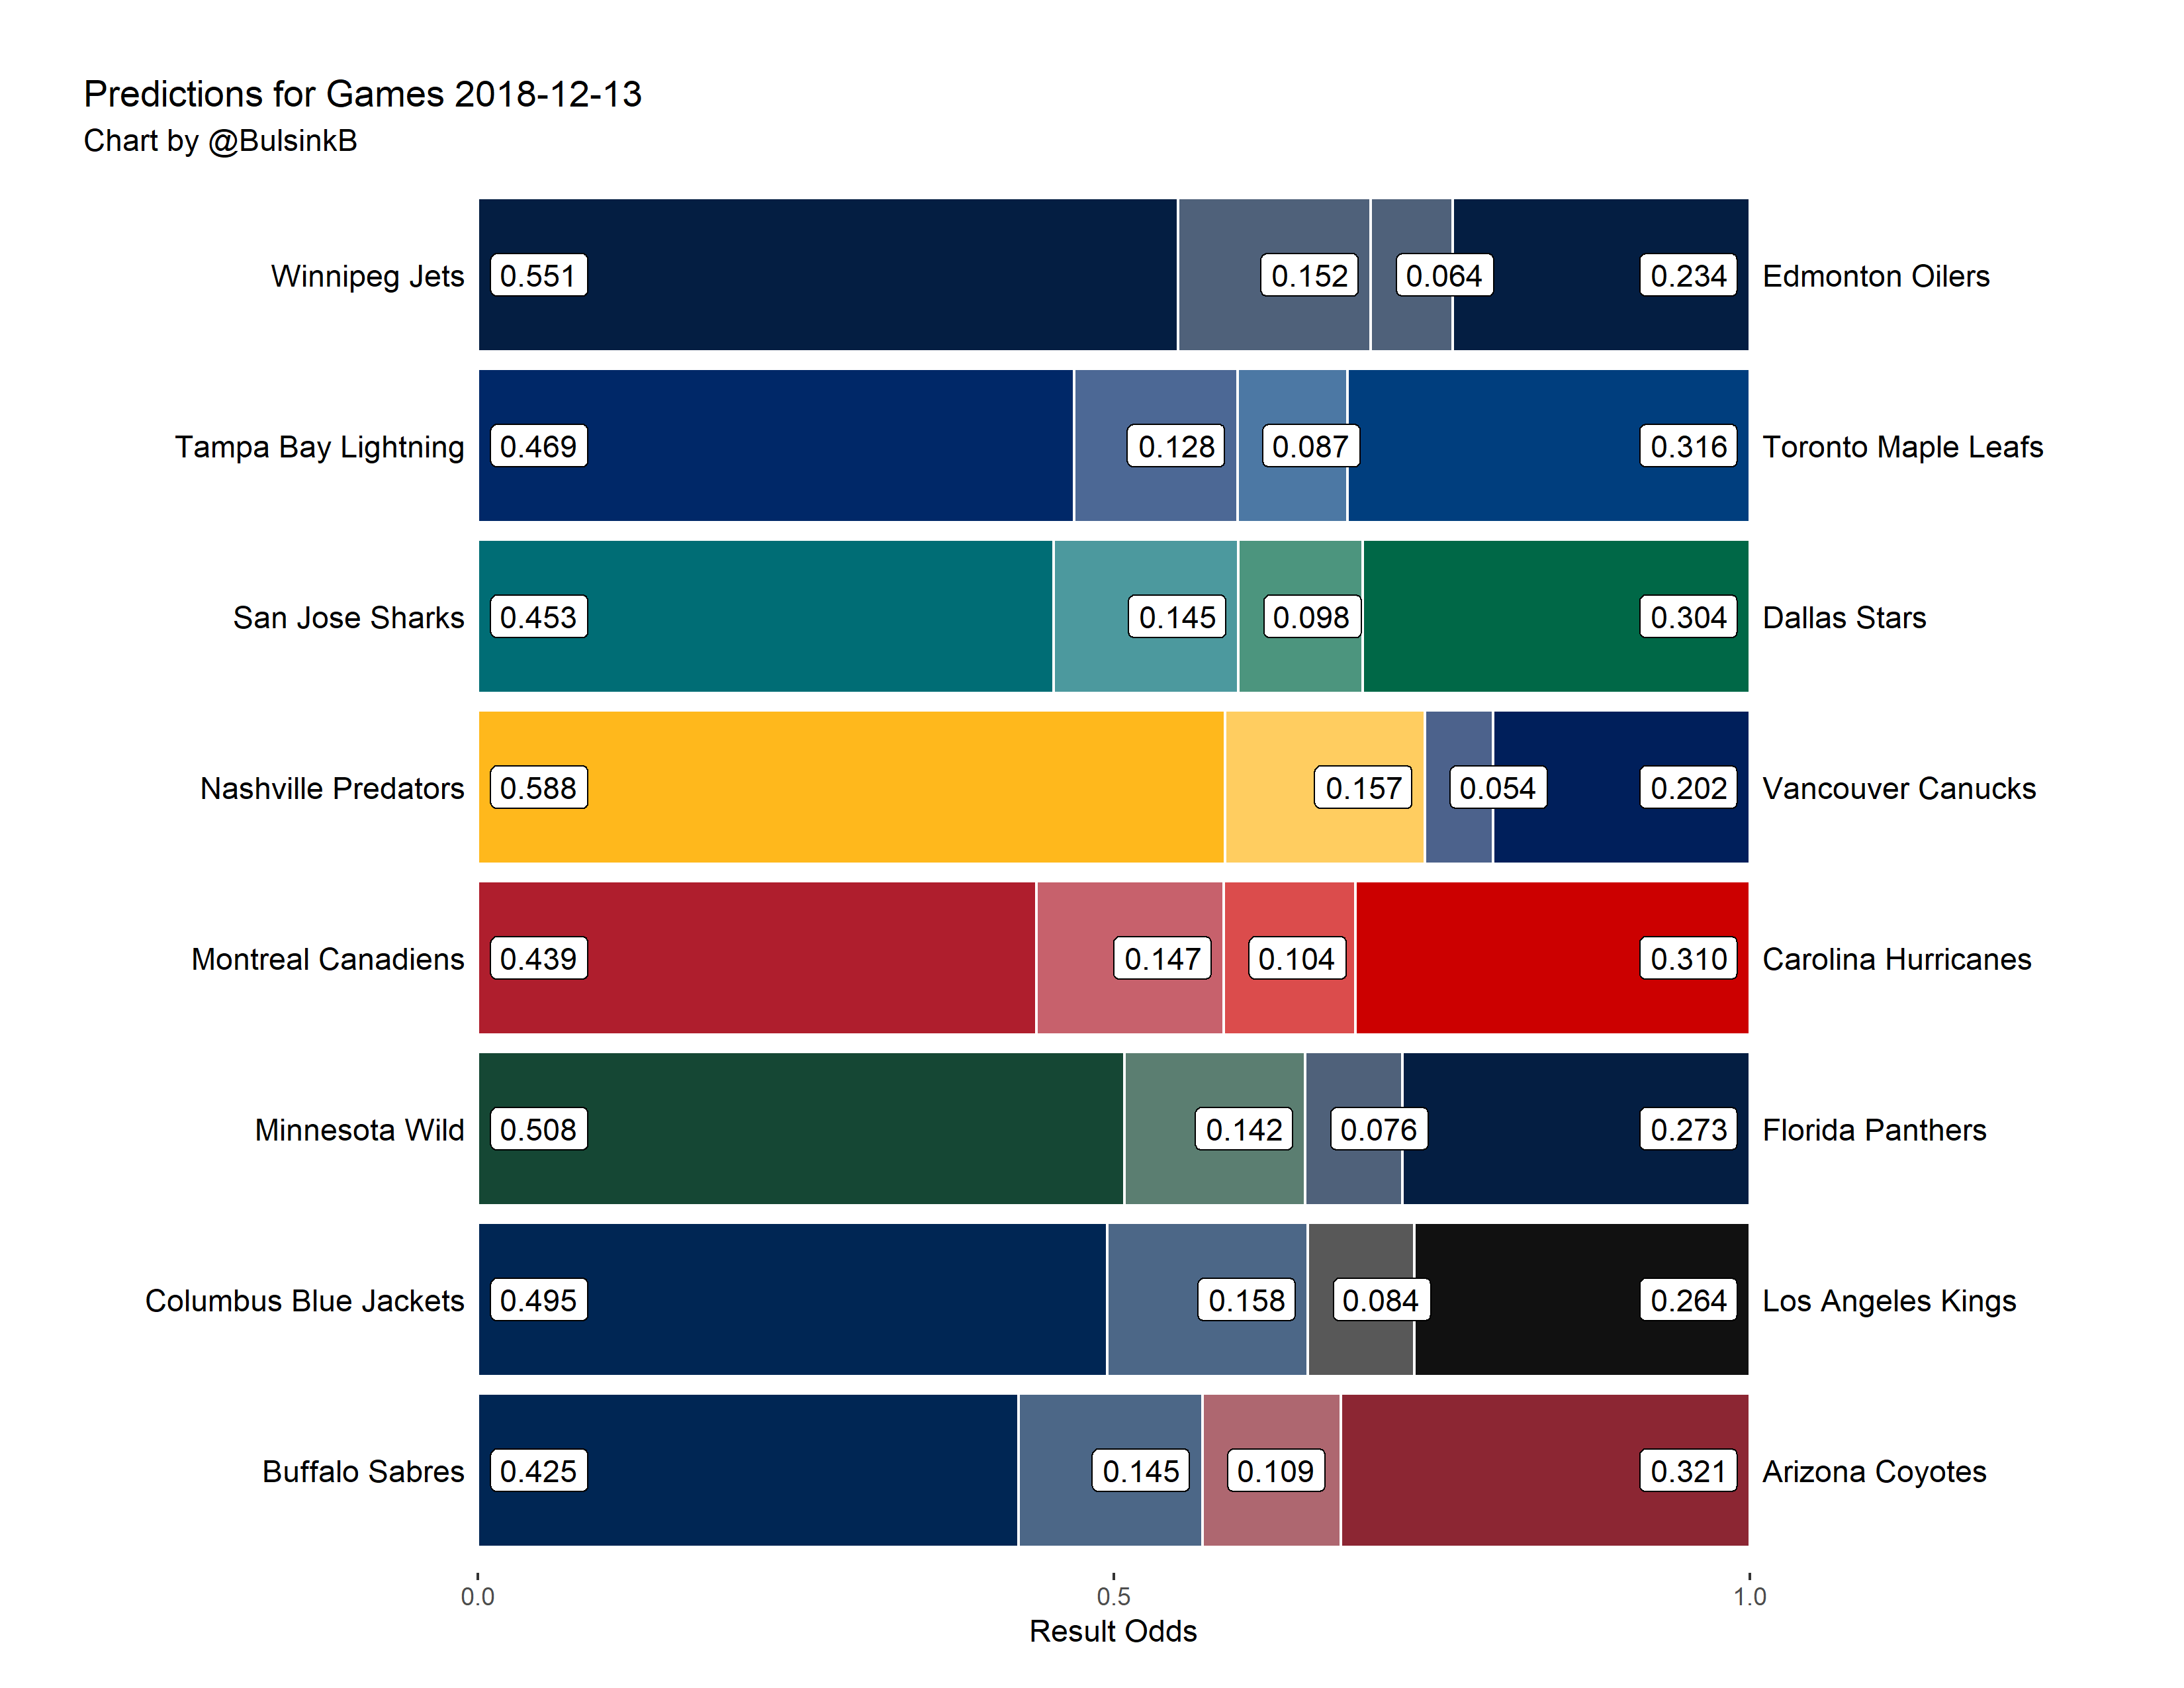 Predictions for Games 2018-12-13
Chart by @BulsinkB
Winnipeg Jets 0.551 0.152 0.064 0.234 Edmonton Oilers
Tampa Bay Lightning 0.469 0.128 0.087 0.316 Toronto Maple Leafs
San Jose Sharks 0.453 0.145 0.098 0.304 Dallas Stars
Nashville Predators 0.588 0.157 0.054 0.202 Vancouver Canucks
Montreal Canadiens 0.439 0.147 0.104 0.310 Carolina Hurricanes
Minnesota Wild 0.508 0.142 0.076 0.273 Florida Panthers
Columbus Blue Jackets 0.495 0.158 0.084 0.264 Los Angeles Kings
Buffalo Sabres 0.425 0.145 0.109 0.321 Arizona Coyotes
0.0 0.5 1.0
Result Odds